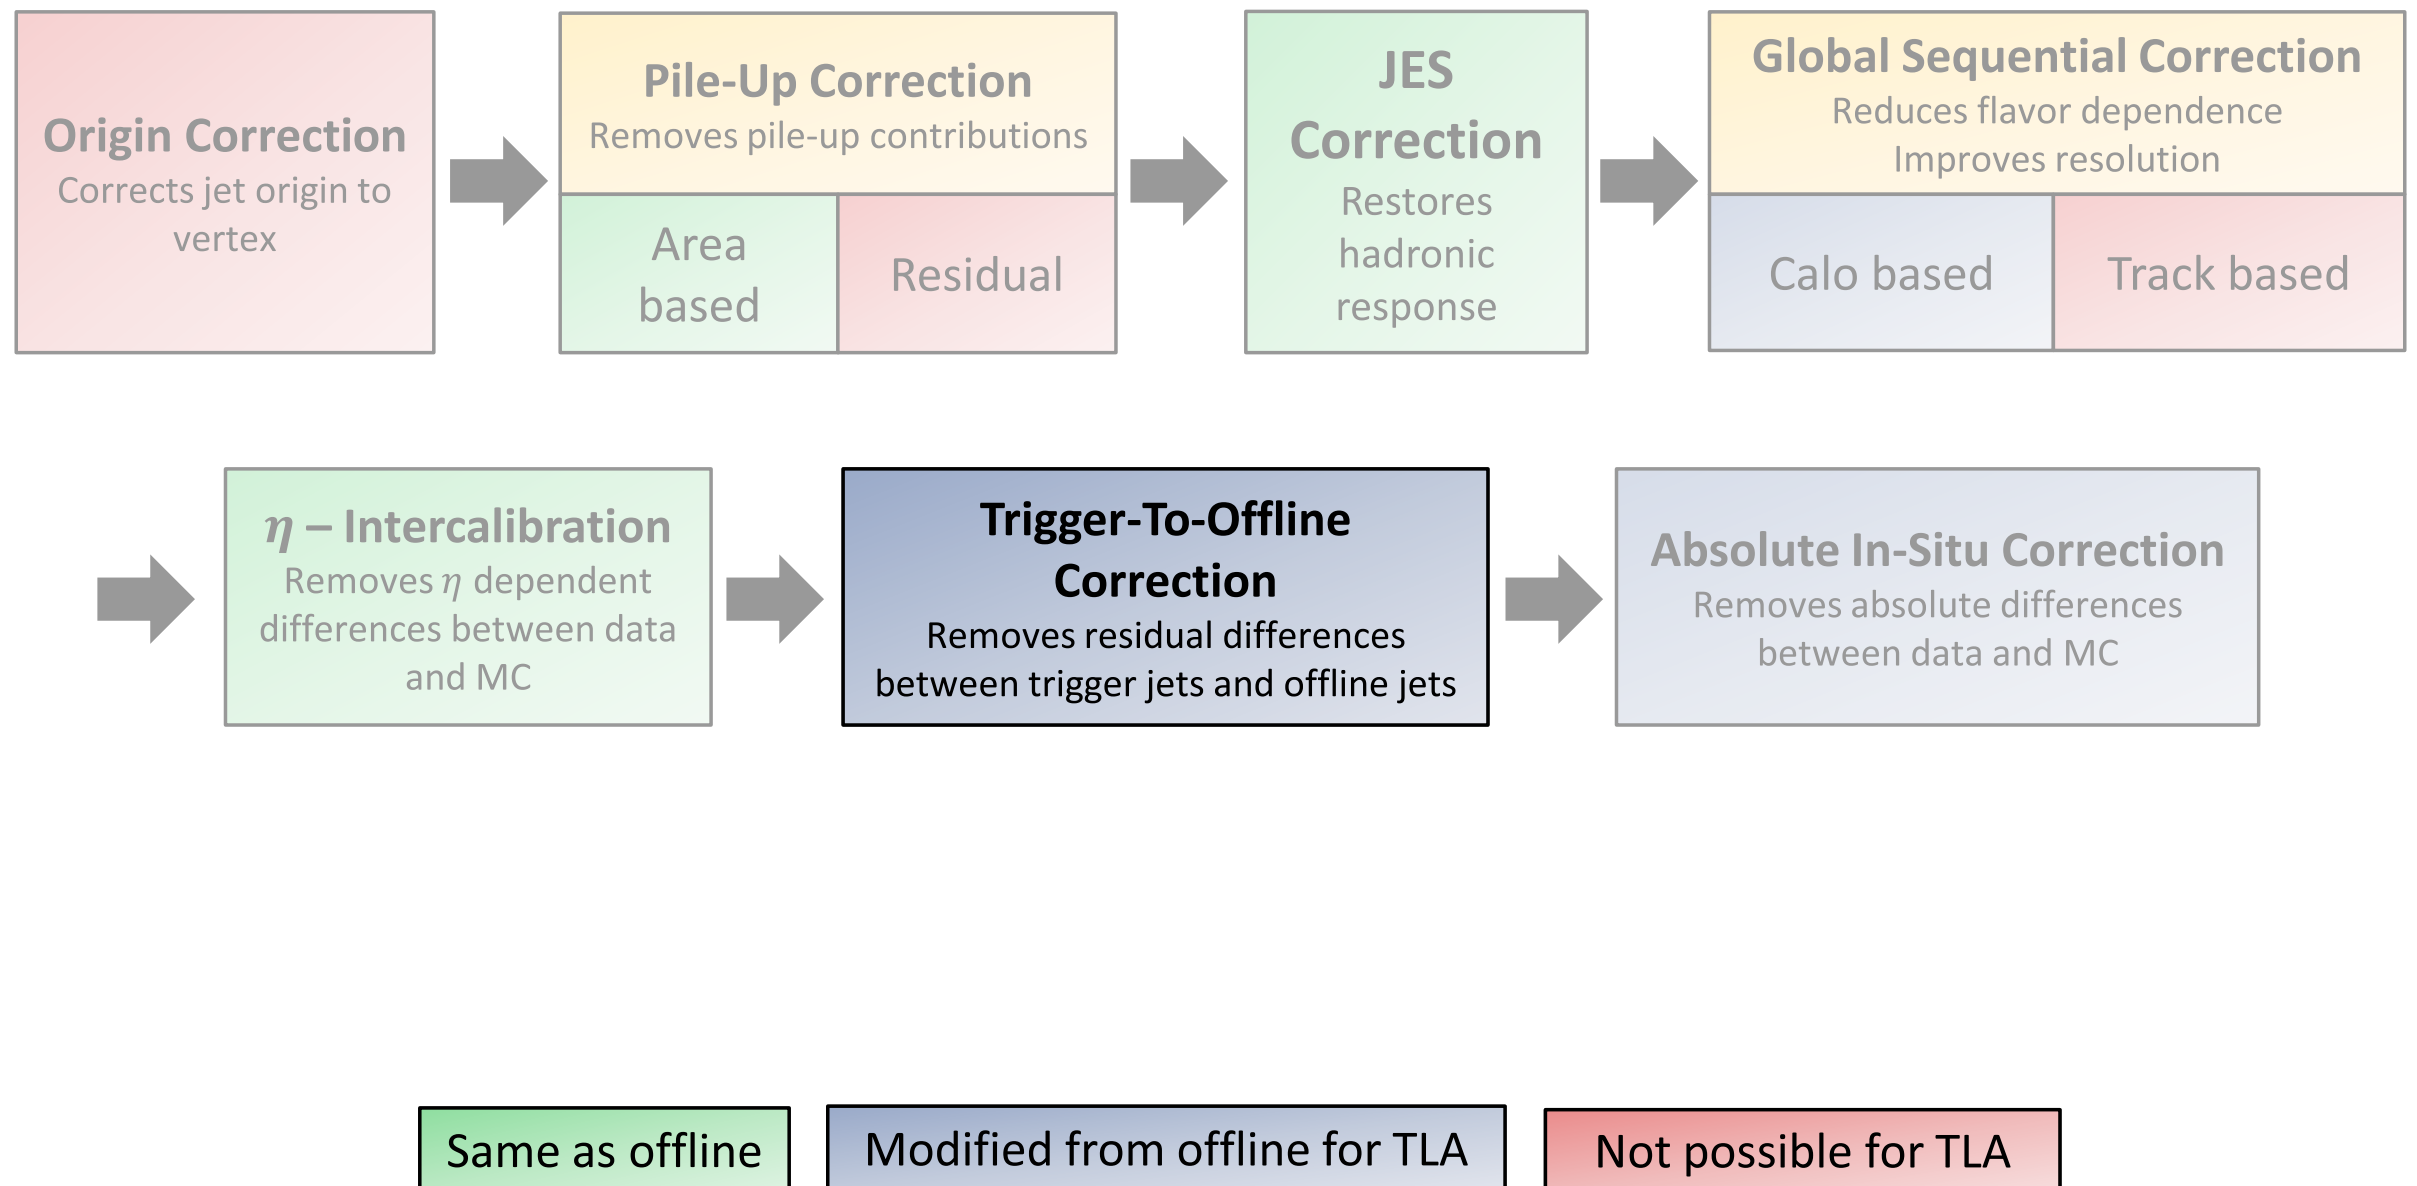 Origin Correction
Corrects jet origin to
vertex
Pile-Up Correction
Removes pile-up contributions
Area
based
Residual
JES
Correction
Restores
hadronic
response
Global Sequential Correction
Reduces flavor dependence
Improves resolution
Calo based
Track based
η – Intercalibration
Removes η dependent
differences between data
and MC
Trigger-To-Offline
Correction
Removes residual differences
between trigger jets and offline jets
Absolute In-Situ Correction
Removes absolute differences
between data and MC
Same as offline
Modified from offline for TLA
Not possible for TLA